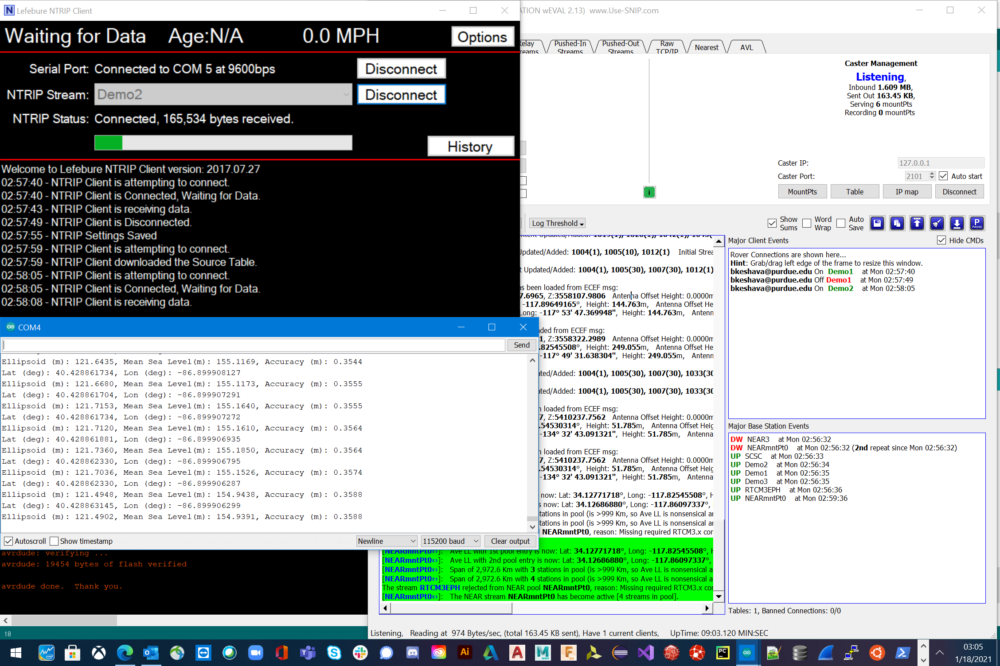 Lefebure NTRIP Client
Waiting for Data Age:N/A 0.0 MPH Options
Serial Port: Connected to COM 5 at 9600bps Disconnect
NTRIP Stream: Demo2 Disconnect
NTRIP Status: Connected, 165,534 bytes received.
History
Welcome to Lefebure NTRIP Client version: 2017.07.27
02:57:40 - NTRIP Client is attempting to connect.
02:57:40 - NTRIP Client is Connected, Waiting for Data.
02:57:43 - NTRIP Client is receiving data.
02:57:49 - NTRIP Client is Disconnected.
02:57:55 - NTRIP Settings Saved
02:57:59 - NTRIP Client is attempting to connect.
02:57:59 - NTRIP Client downloaded the Source Table.
02:58:05 - NTRIP Client is attempting to connect.
02:58:05 - NTRIP Client is Connected, Waiting for Data.
02:58:08 - NTRIP Client is receiving data.
COM4
Send
Ellipsoid (m): 121.6435, Mean Sea Level(m): 155.1169, Accuracy (m): 0.3544
Lat (deg): 40.428861734, Lon (deg): -86.899908127
Ellipsoid (m): 121.6680, Mean Sea Level(m): 155.1173, Accuracy (m): 0.3555
Lat (deg): 40.428861704, Lon (deg): -86.899907291
Ellipsoid (m): 121.7153, Mean Sea Level(m): 155.1640, Accuracy (m): 0.3555
Lat (deg): 40.428861734, Lon (deg): -86.899907272
Ellipsoid (m): 121.7120, Mean Sea Level(m): 155.1610, Accuracy (m): 0.3564
Lat (deg): 40.428861881, Lon (deg): -86.899906935
Ellipsoid (m): 121.7360, Mean Sea Level(m): 155.1850, Accuracy (m): 0.3564
Lat (deg): 40.428862330, Lon (deg): -86.899906795
Ellipsoid (m): 121.7036, Mean Sea Level(m): 155.1526, Accuracy (m): 0.3574
Lat (deg): 40.428862330, Lon (deg): -86.899906287
Ellipsoid (m): 121.4948, Mean Sea Level(m): 154.9438, Accuracy (m): 0.3588
Lat (deg): 40.428863145, Lon (deg): -86.899906299
Ellipsoid (m): 121.4902, Mean Sea Level(m): 154.9391, Accuracy (m): 0.3588
Autoscroll Show timestamp Newline 115200 baud Clear output
avrdude: verifying ...
avrdude: 19454 bytes of flash verified
avrdude done. Thank you.
18
wEVAL 2.13) www.Use-SNIP.com
Pushed-In Streams
Pushed-Out Streams
Raw TCP/IP
Nearest
AVL
Caster Management
Listening,
Inbound 1.609 MB,
Sent Out 163.45 KB,
Serving 6 mountPts
Recording 0 mountPts
Caster IP: 127.0.0.1
Caster Port: 2101 Auto start
MountPts Table IP map Disconnect
Log Threshold
Show Sums
Word Wrap
Auto Save
P PAUSE
Updated/Added: 1004(1), 1005(10), 1012(1) Initial
Updated/Added: 1004(1), 1005(30), 1007(30), 1012(1)
been loaded from ECEF msg:
7.6965, Z:3558107.9806 Antenna Offset Height: 0.0000m
-117.89649165°, Height: 144.763m, Antenna Offset
Long: -117° 53' 47.369948", Height: 144.763m,
from ECEF msg:
1, Z:3558322.2989 Antenna Offset Height: 0.0000m
.82545508°, Height: 249.055m, Antenna Offset
-117° 49' 31.638304", Height: 249.055m,
1004(1), 1005(30), 1007(30), 1033(30
1004(1), 1005(30), 1007(30), 1033(30
loaded from ECEF msg:
7, Z:5410237.7562 Antenna Offset Height: 0.0000m
.54530314°, Height: 51.785m, Antenna Offset
-134° 32' 43.091321", Height: 51.785m, Antenna
loaded from ECEF msg:
7, Z:5410237.7562 Antenna Offset Height: 0.0000m
.54530314°, Height: 51.785m, Antenna Offset
-134° 32' 43.091321", Height: 51.785m, Antenna
now: Lat: 34.12771718°, Long: -117.82545508°,
now: Lat: 34.12686880°, Long: -117.86097337°,
in pool (is >999 Km, so Ave LL is nonsensical
in pool (is >999 Km, so Ave LL is nonsensical
NEARmntPt0, reason: Missing required RTCM3.x
[NEARmntPt0↔]: Ave LL with 1st pool entry is now: Lat: 34.12771718°, Long: -117.82545508°,
[NEARmntPt0↔]: Ave LL with 2nd pool entry is now: Lat: 34.12686880°, Long: -117.86097337°,
[NEARmntPt0↔]: Span of 2,972.6 Km with 3 stations in pool (is >999 Km, so Ave LL is nonsensical
[NEARmntPt0↔]: Span of 2,972.6 Km with 4 stations in pool (is >999 Km, so Ave LL is nonsensical
The stream RTCM3EPH rejected from NEAR pool NEARmntPt0, reason: Missing required RTCM3.x
[NEARmntPt0↔]: The NEAR stream NEARmntPt0 has become active [4 streams in pool].
Major Client Events Hide CMDs
Rover Connections are shown here...
Hint: Grab/drag left edge of the frame to resize this window.
bkeshava@purdue.edu On Demo1 at Mon 02:57:40
bkeshava@purdue.edu Off Demo1 at Mon 02:57:49
bkeshava@purdue.edu On Demo2 at Mon 02:58:05
Major Base Station Events
DW NEAR3 at Mon 02:56:32
DW NEARmntPt0 at Mon 02:56:32 (2nd repeat since Mon 02:56:32)
UP SCSC at Mon 02:56:33
UP Demo2 at Mon 02:56:34
UP Demo1 at Mon 02:56:35
UP Demo3 at Mon 02:56:35
UP RTCM3EPH at Mon 02:56:36
UP NEARmntPt0 at Mon 02:59:36
Tables: 1, Banned Connections: 0/0
Listening, Reading at 974 Bytes/sec, (total 163.45 KB sent), Have 1 current clients, UpTime: 09:03.120 MIN:SEC
03:05
1/18/2021